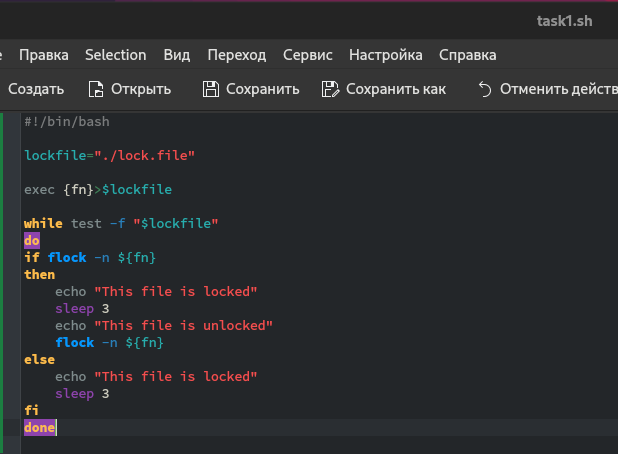 task1.sh
Правка Selection Вид Переход Сервис Настройка Справка
Создать Открыть Сохранить Сохранить как Отменить действ
#!/bin/bash
lockfile="./lock.file"
exec {fn}>$lockfile
while test -f "$lockfile"
do
if flock -n ${fn}
then
    echo "This file is locked"
    sleep 3
    echo "This file is unlocked"
    flock -n ${fn}
else
    echo "This file is locked"
    sleep 3
fi
done